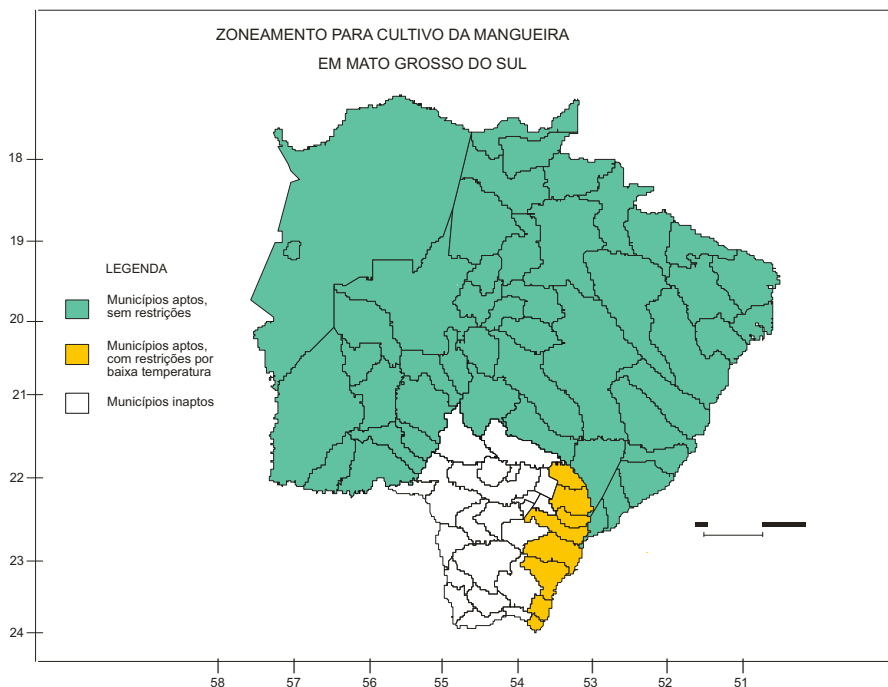 ZONEAMENTO PARA CULTIVO DA MANGUEIRA
EM MATO GROSSO DO SUL
18
19
20
21
22
23
24
LEGENDA
Municípios aptos,
sem restrições
Municípios aptos,
com restrições por
baixa temperatura
Municípios inaptos
58 57 56 55 54 53 52 51